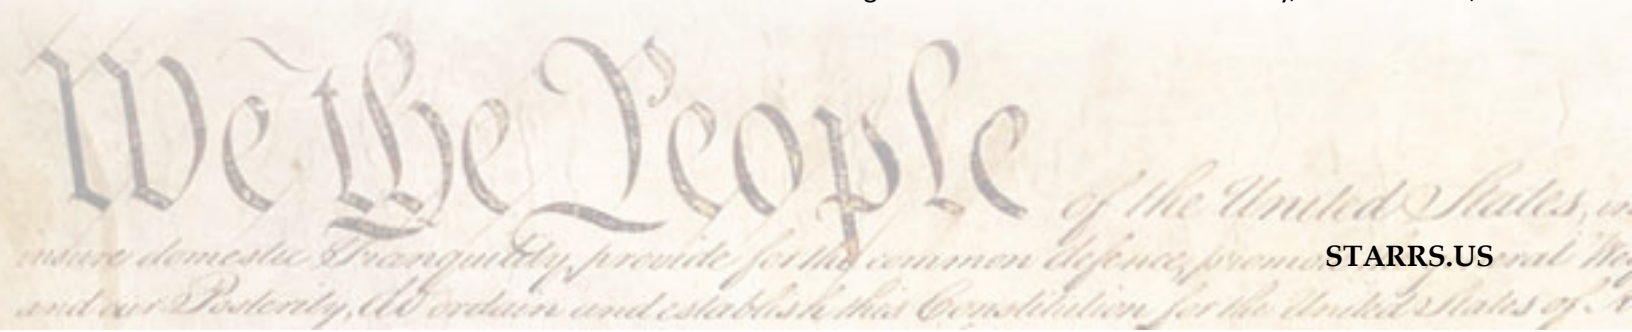 We the People of the United States,
insure domestic Tranquility, provide for the common defence,
STARRS.US
and our Posterity, do ordain and establish this Constitution for the United States of